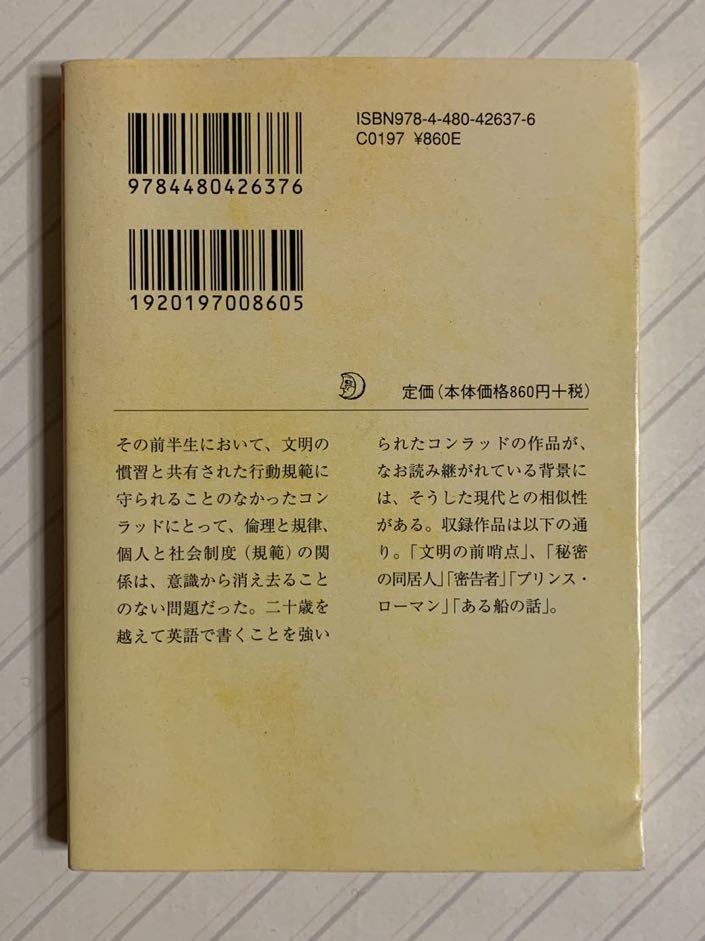 ISBN978-4-480-42637-6
C0197 ¥860E
9784480426376
1920197008605
定価(本体価格860円+税)
その前半生において、文明の
慣習と共有された行動規範に
守られることのなかったコン
ラッドにとって、倫理と規律、
個人と社会制度(規範)の関
係は、意識から消え去ること
のない問題だった。二十歳を
越えて英語で書くことを強い
られたコンラッドの作品が、
なお読み継がれている背景に
は、そうした現代との相似性
がある。収録作品は以下の通
り。「文明の前哨点」、「秘密
の同居人」「密告者」「プリンス・
ローマン」「ある船の話」。